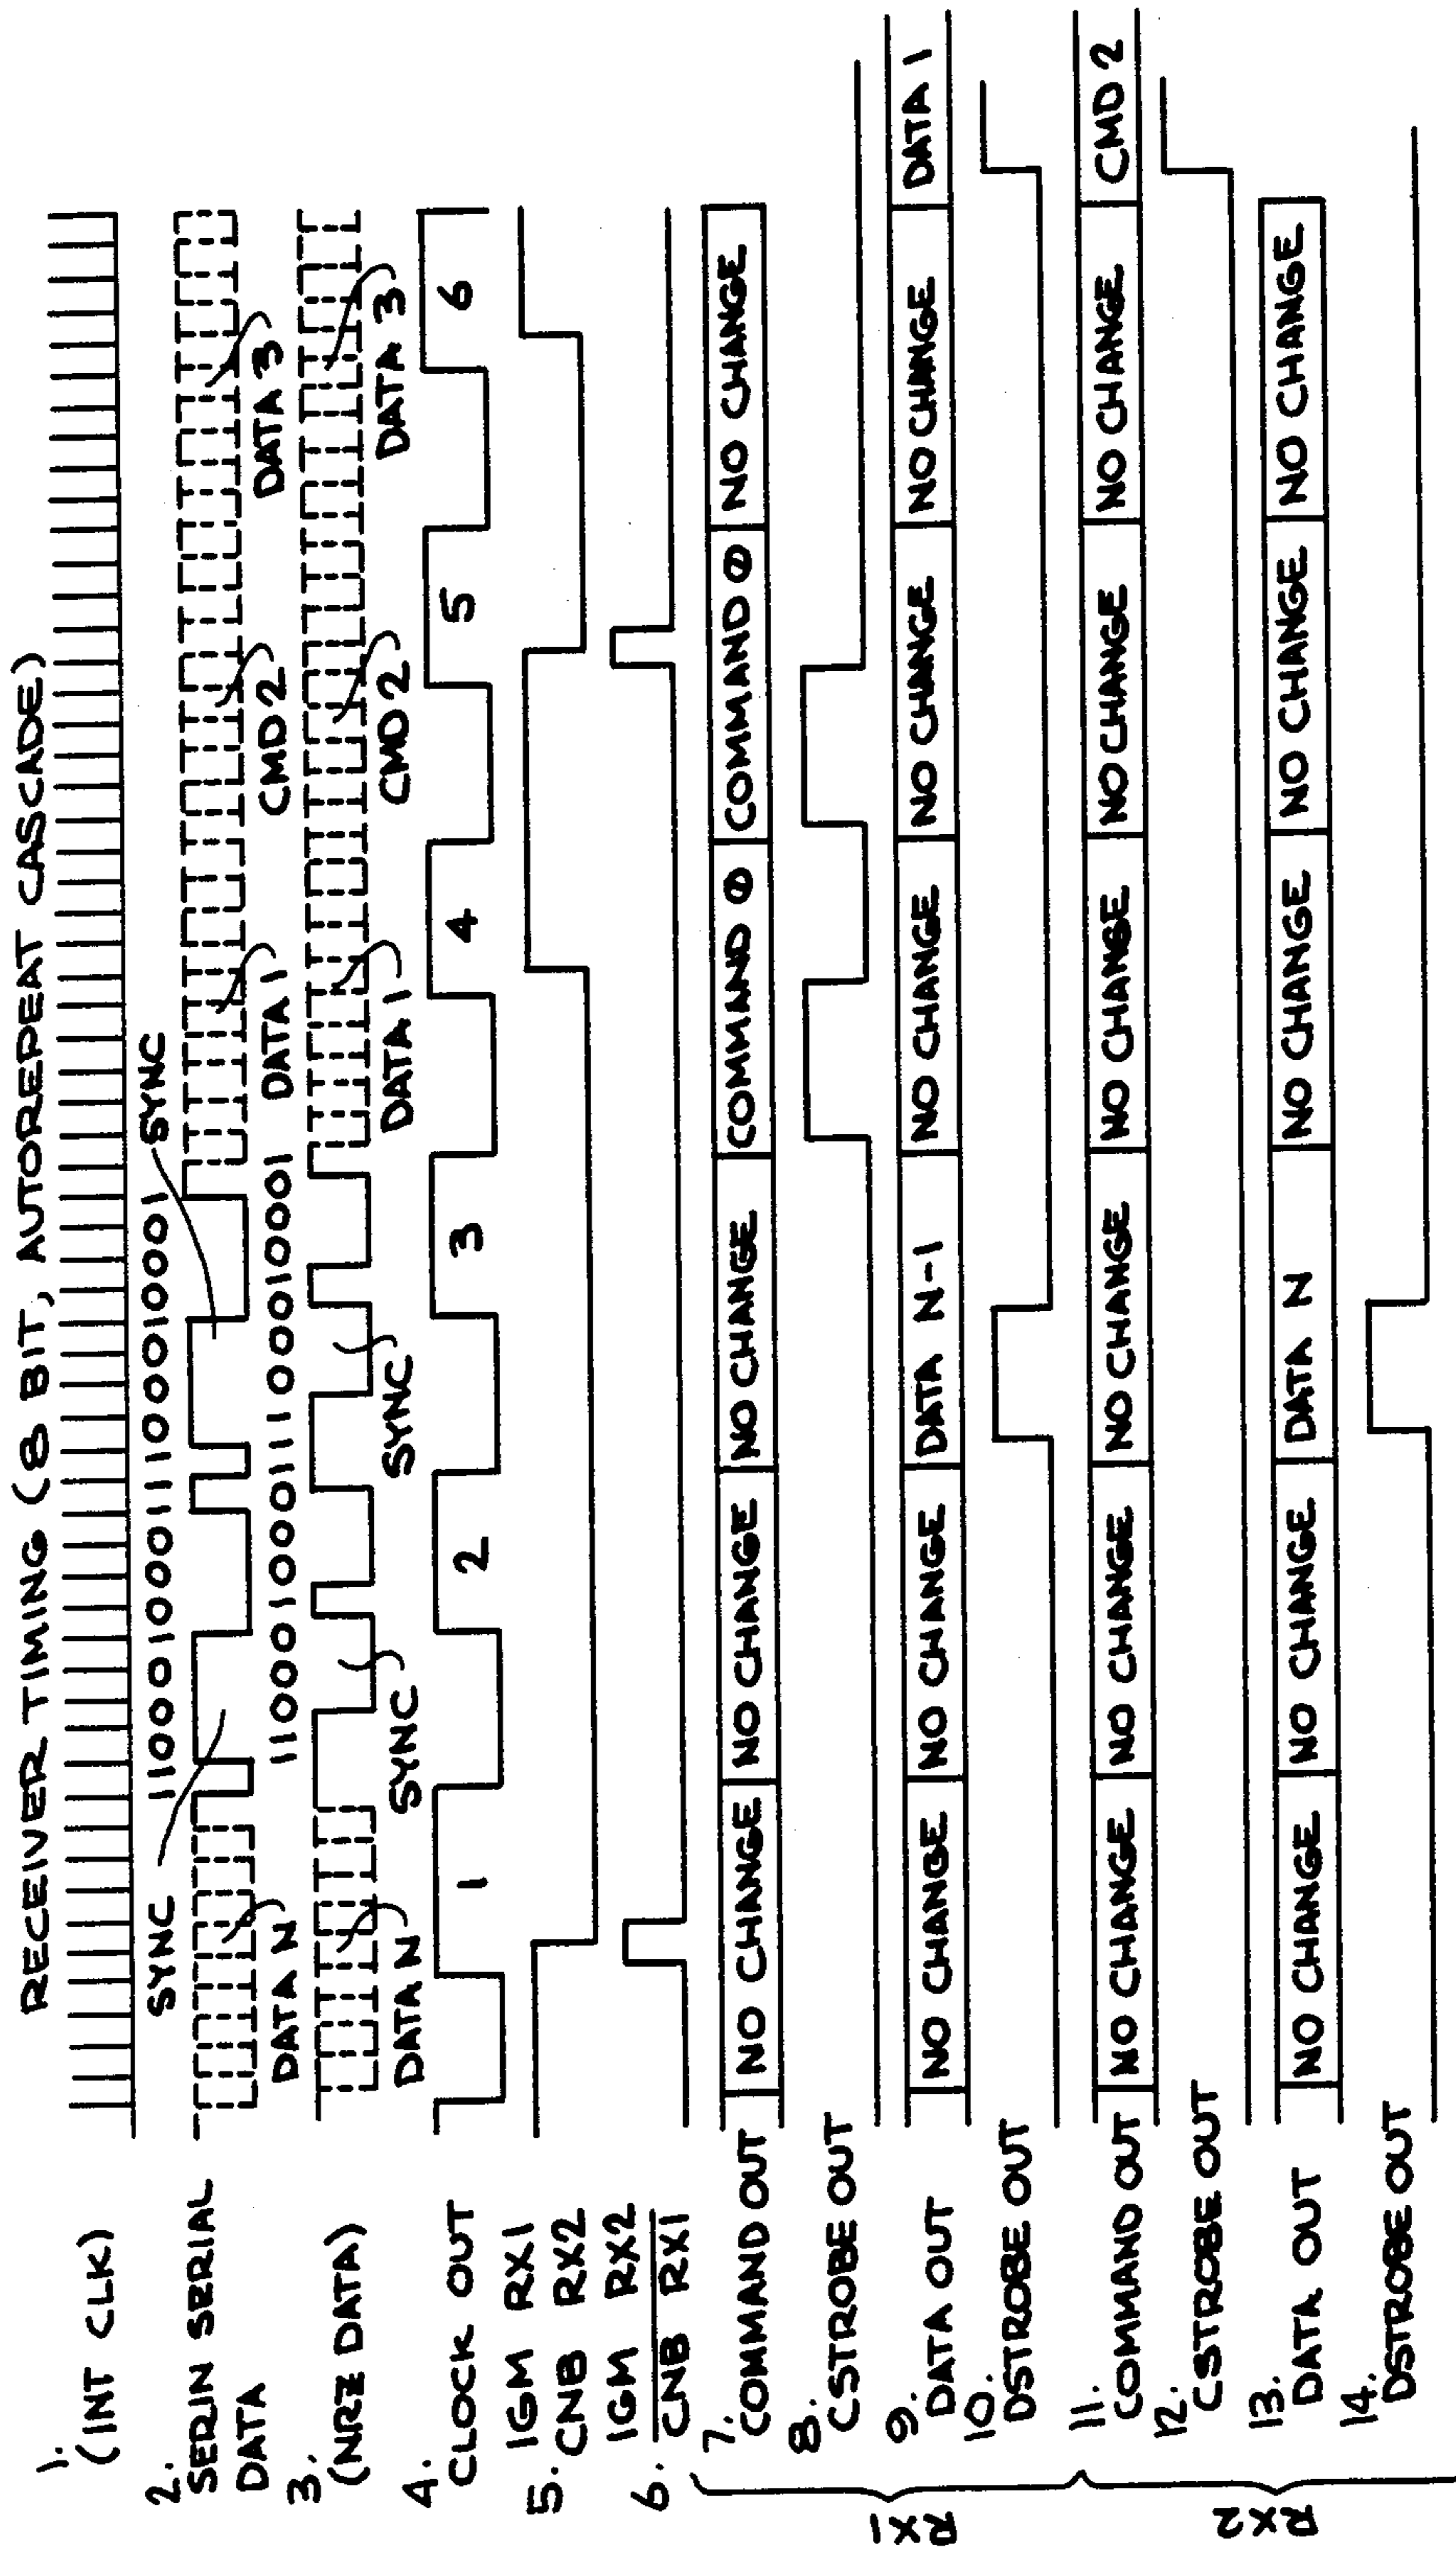 RECEIVER TIMING (8 BIT, AUTOREPEAT CASCADE)
1.
(INT CLK)
SYNC 11000100011100010001 SYNC
2.
SERIN SERIAL
DATA
DATA N
DATA 1
CMD 2
DATA 3
11000100011100010001
3.
(NRZ DATA)
DATA N
SYNC
SYNC
DATA 1
CMD 2
DATA 3
4.
CLOCK OUT
1 2 3 4 5 6
IGM RX1
5. CNB RX2
IGM RX2
6. CNB RX1
7.
COMMAND OUT NO CHANGE NO CHANGE NO CHANGE COMMAND 0 COMMAND 0 NO CHANGE
8.
CSTROBE OUT
9.
DATA OUT NO CHANGE NO CHANGE DATA N-1 NO CHANGE NO CHANGE NO CHANGE DATA 1
10.
DSTROBE OUT
RX1
11.
COMMAND OUT NO CHANGE NO CHANGE NO CHANGE NO CHANGE NO CHANGE NO CHANGE CMD 2
12.
CSTROBE OUT
13.
DATA OUT NO CHANGE NO CHANGE DATA N NO CHANGE NO CHANGE NO CHANGE
14.
DSTROBE OUT
RX2